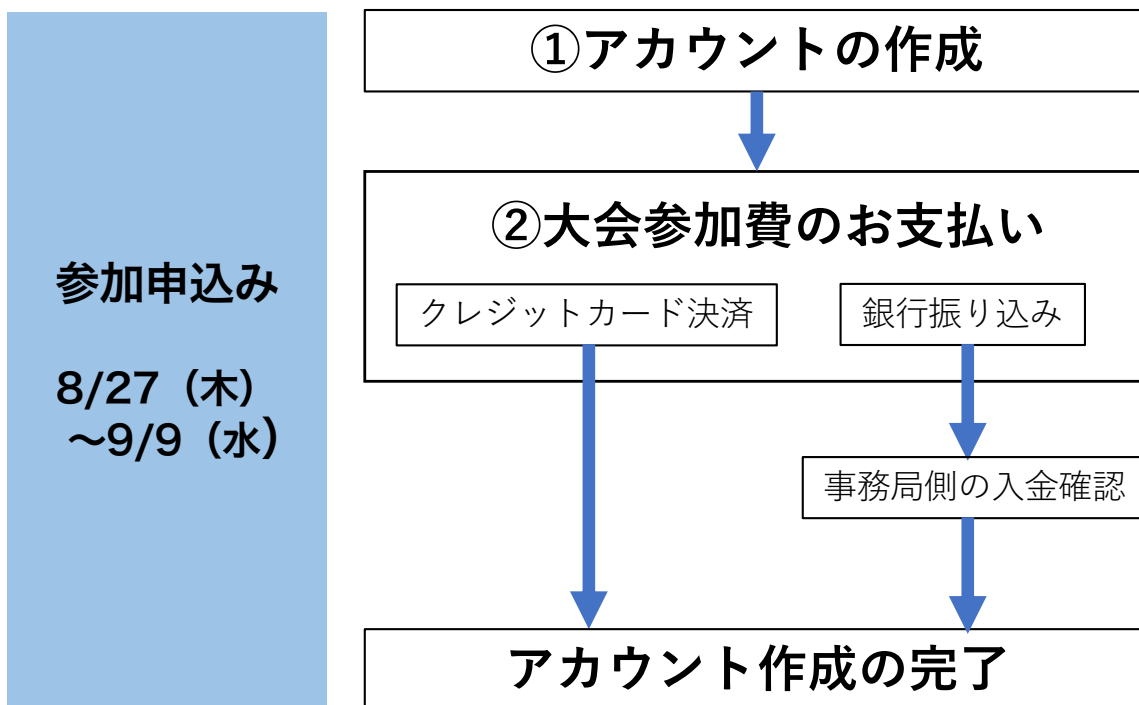 参加申込み
8/27（木）
～9/9（水）
①アカウントの作成
②大会参加費のお支払い
クレジットカード決済
銀行振り込み
事務局側の入金確認
アカウント作成の完了